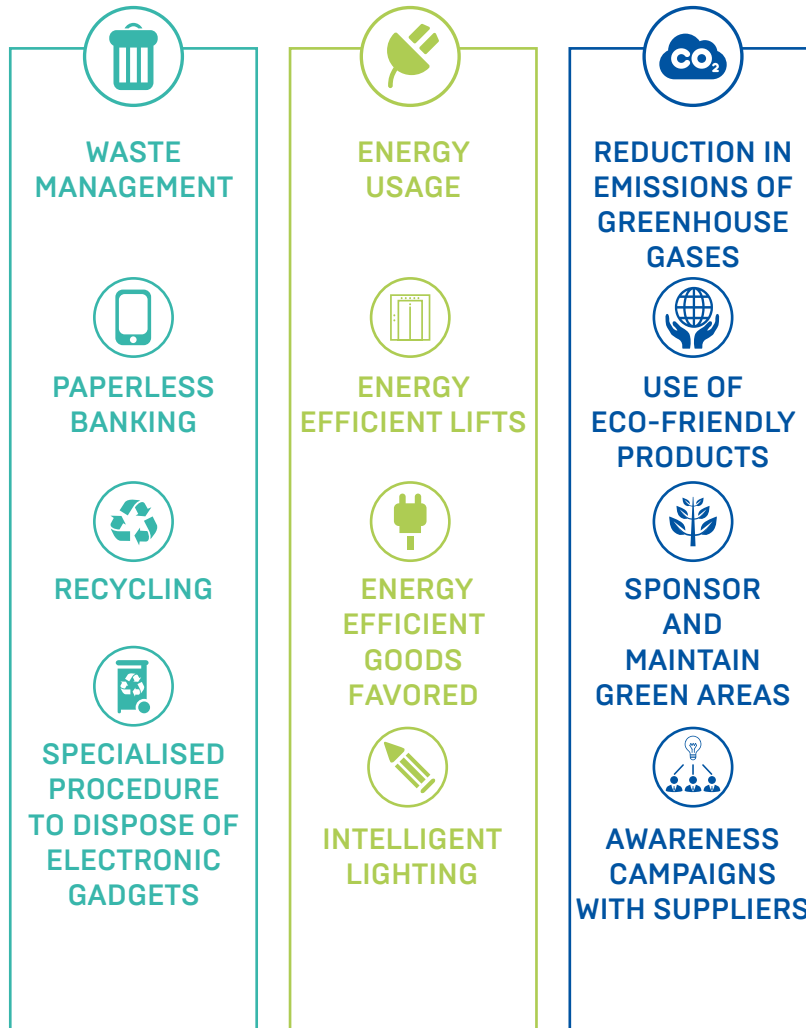 WASTE
MANAGEMENT
PAPERLESS
BANKING
RECYCLING
SPECIALISED
PROCEDURE
TO DISPOSE OF
ELECTRONIC
GADGETS
ENERGY
USAGE
ENERGY
EFFICIENT LIFTS
ENERGY
EFFICIENT
GOODS
FAVORED
INTELLIGENT
LIGHTING
CO₂
REDUCTION IN
EMISSIONS OF
GREENHOUSE
GASES
USE OF
ECO-FRIENDLY
PRODUCTS
SPONSOR
AND
MAINTAIN
GREEN AREAS
AWARENESS
CAMPAIGNS
WITH SUPPLIERS